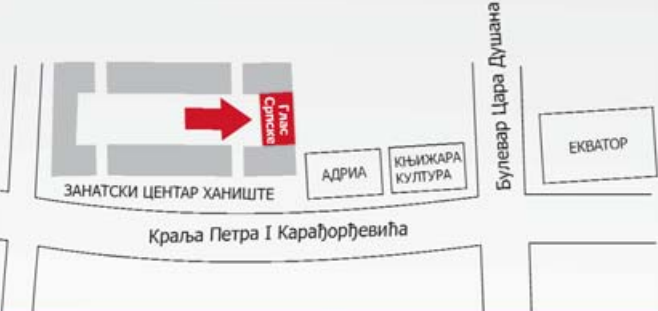 Булевар Цара Душана
Глас
Српске
ЕКВАТОР
КЊИЖАРА
КУЛТУРА
АДРИА
ЗАНАТСКИ ЦЕНТАР ХАНИШТЕ
Краља Петра I Карађорђевића